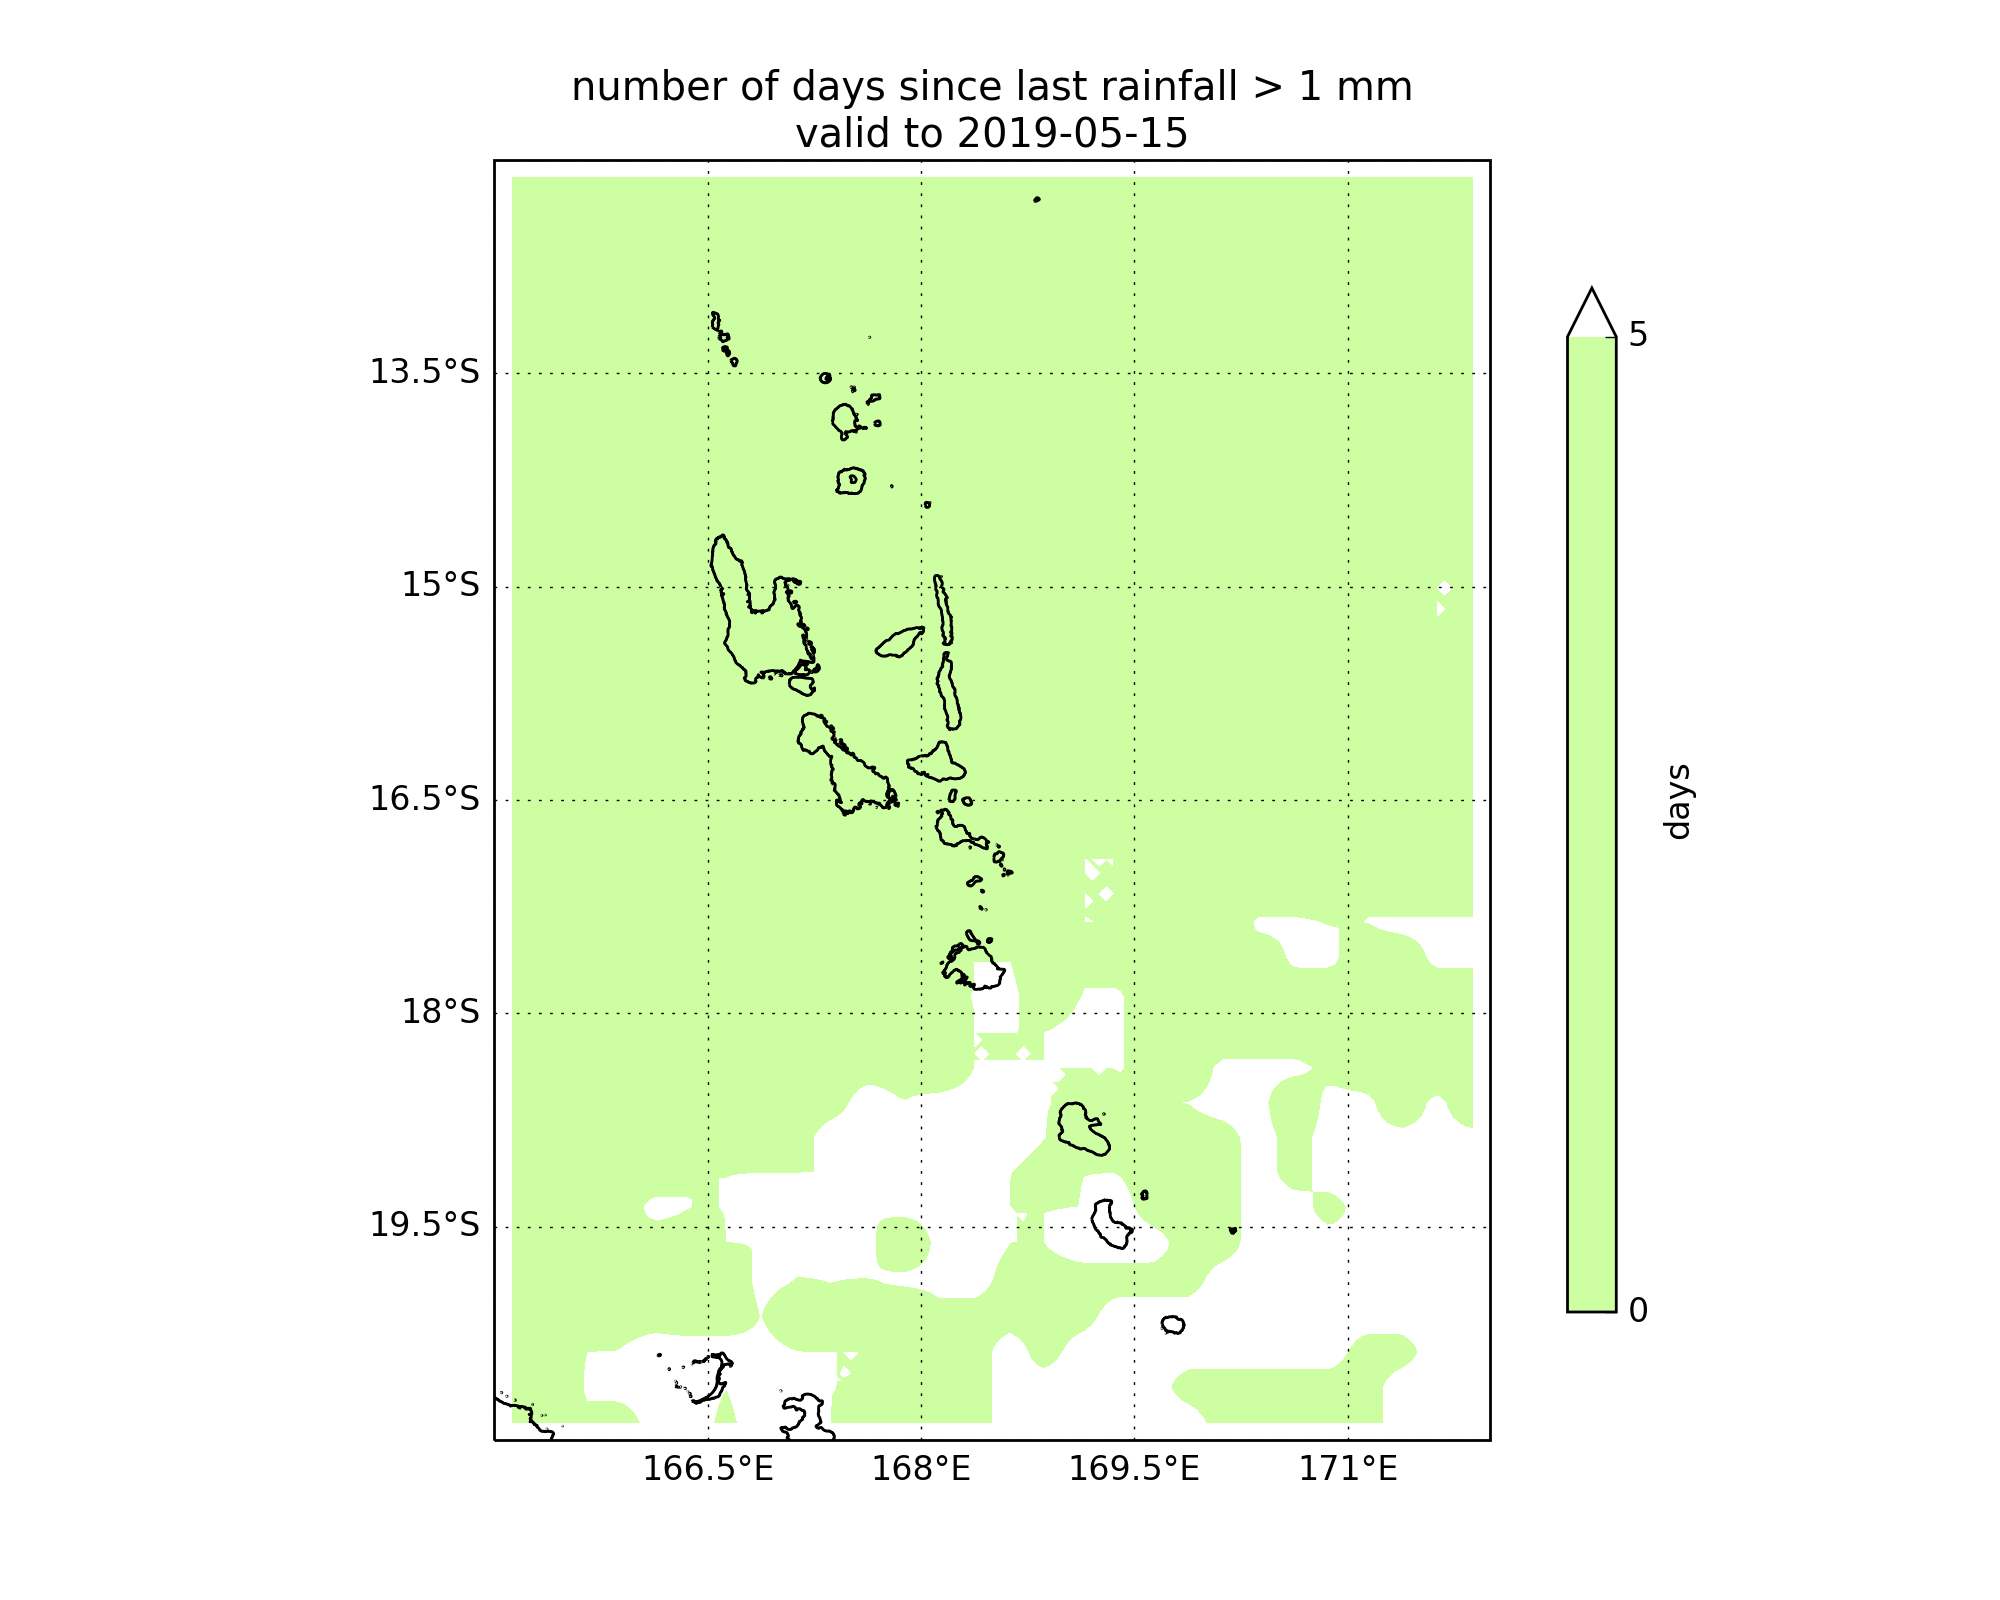 number of days since last rainfall > 1 mm
valid to 2019-05-15
13.5°S
15°S
16.5°S
18°S
19.5°S
166.5°E
168°E
169.5°E
171°E
5
0
days